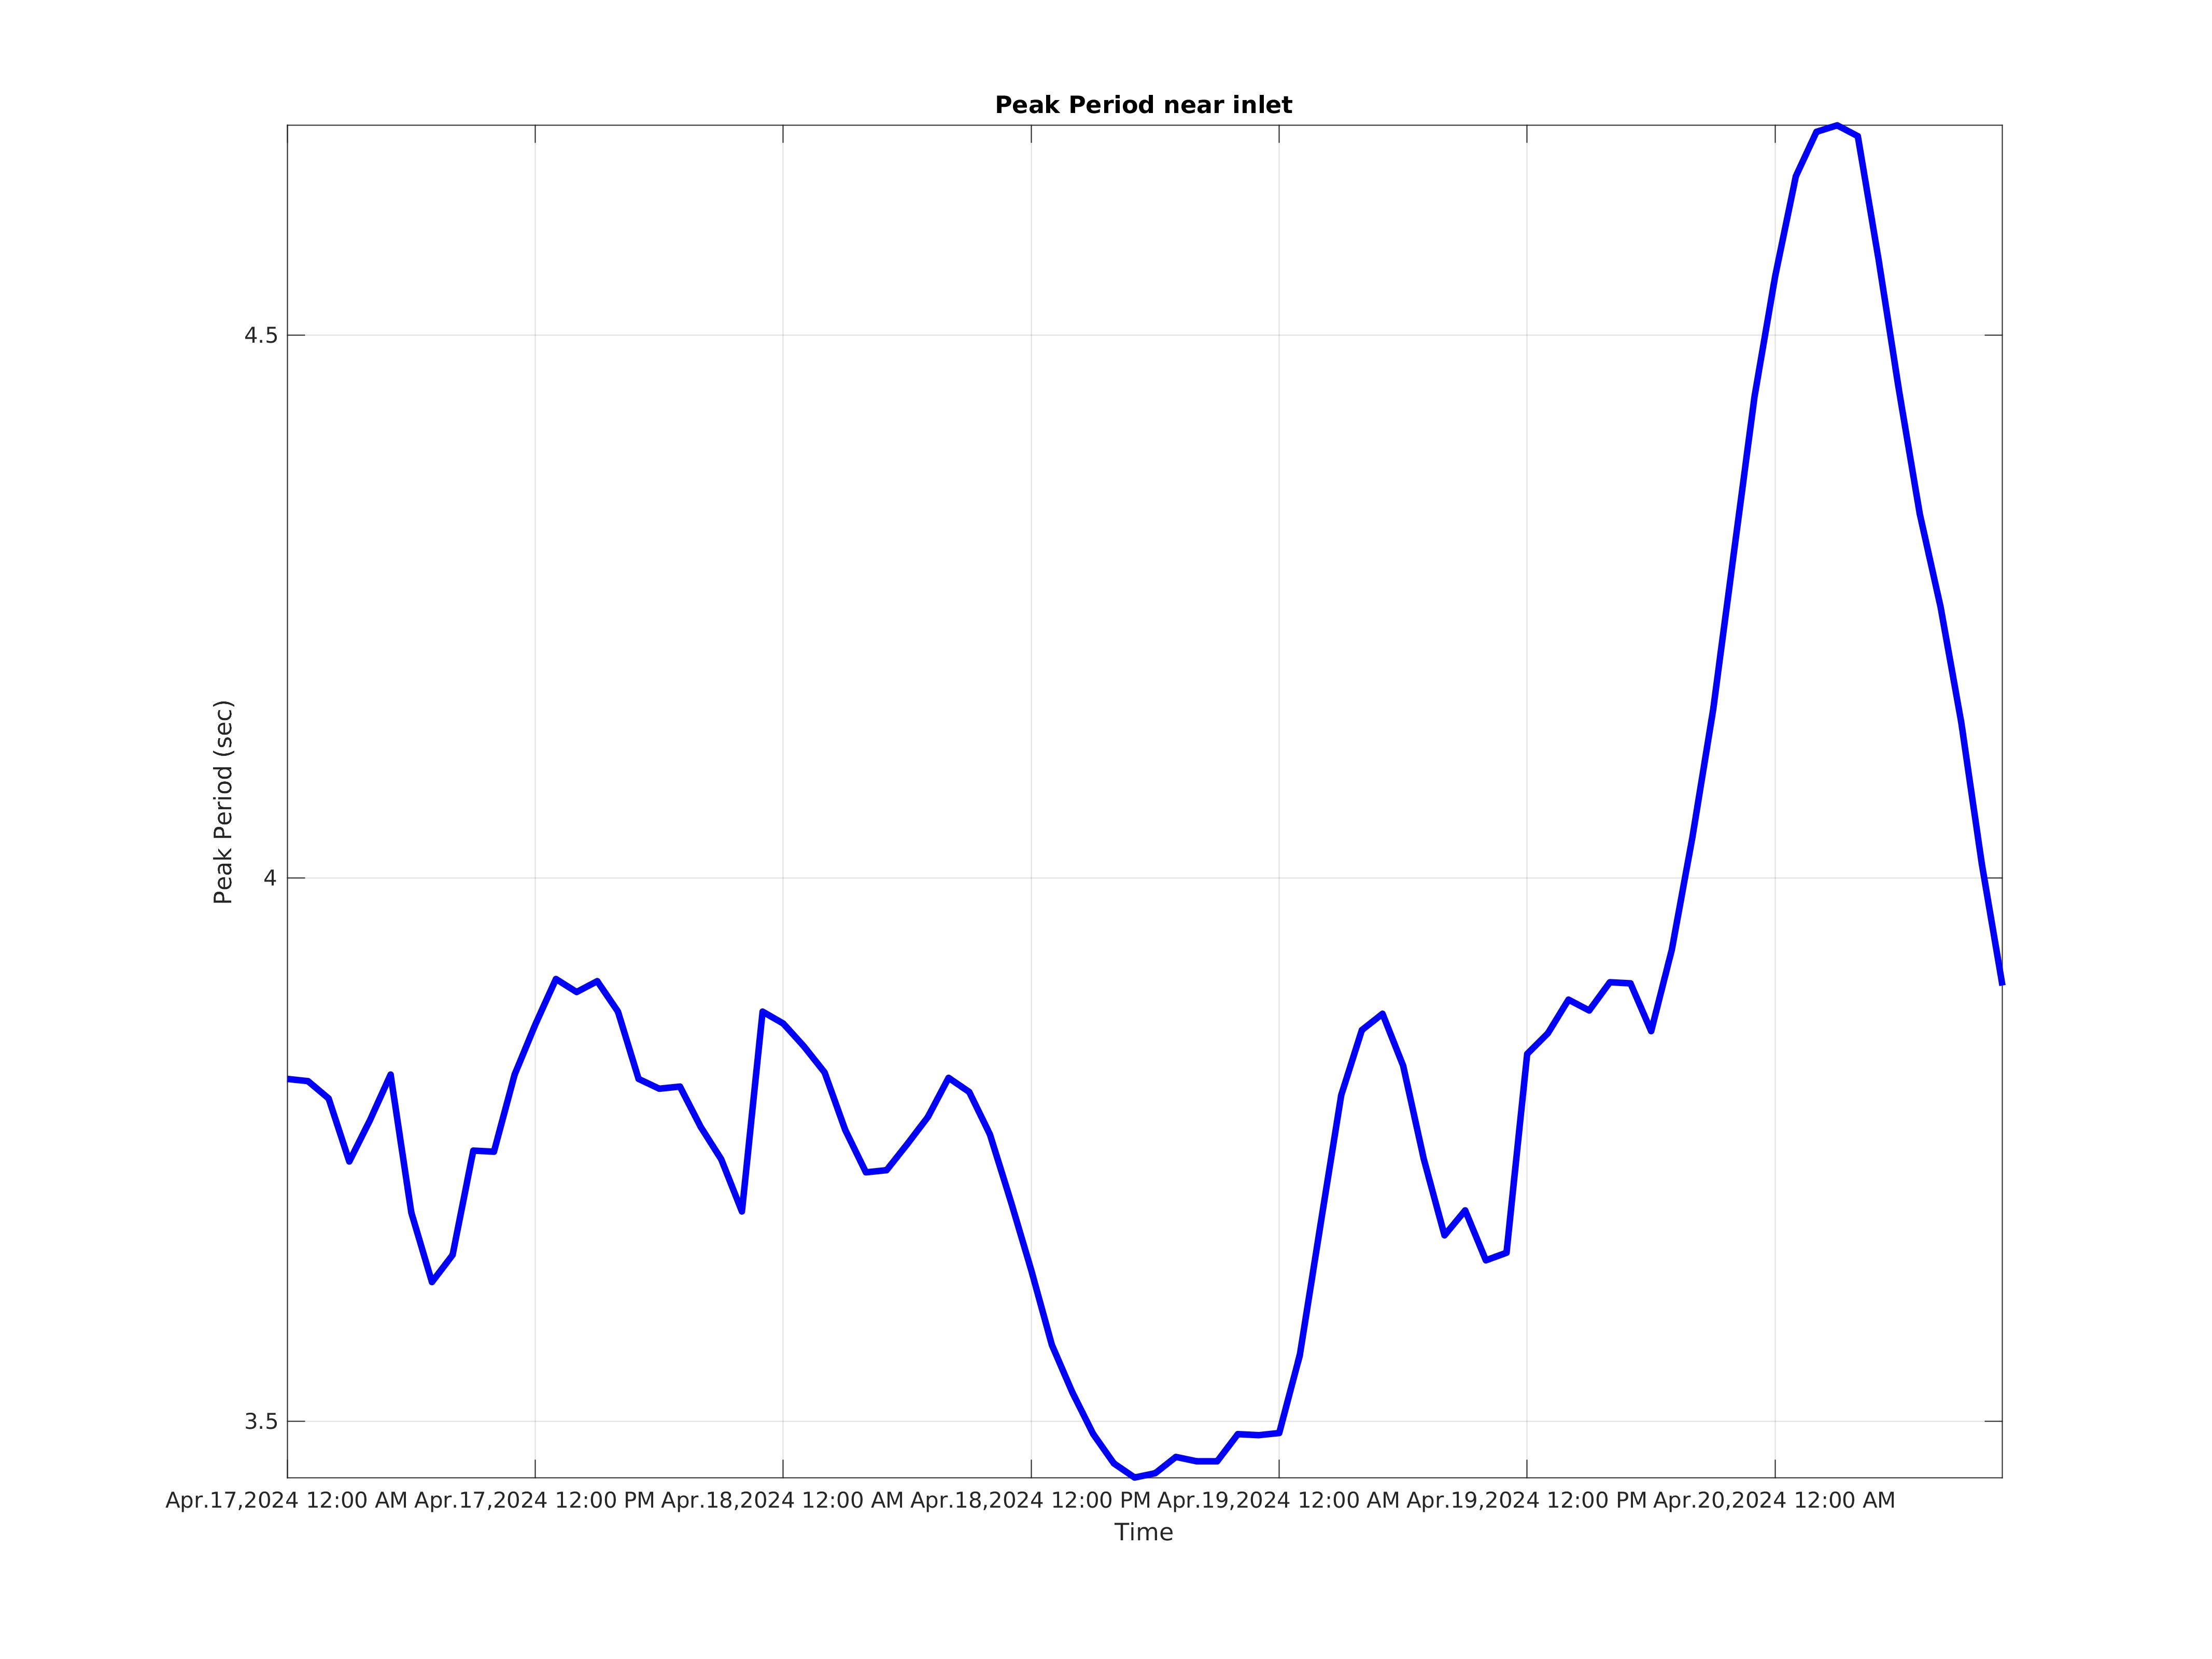 Peak Period near inlet
4.5
4
3.5
Peak Period (sec)
Apr.17,2024 12:00 AM Apr.17,2024 12:00 PM Apr.18,2024 12:00 AM Apr.18,2024 12:00 PM Apr.19,2024 12:00 AM Apr.19,2024 12:00 PM Apr.20,2024 12:00 AM
Time